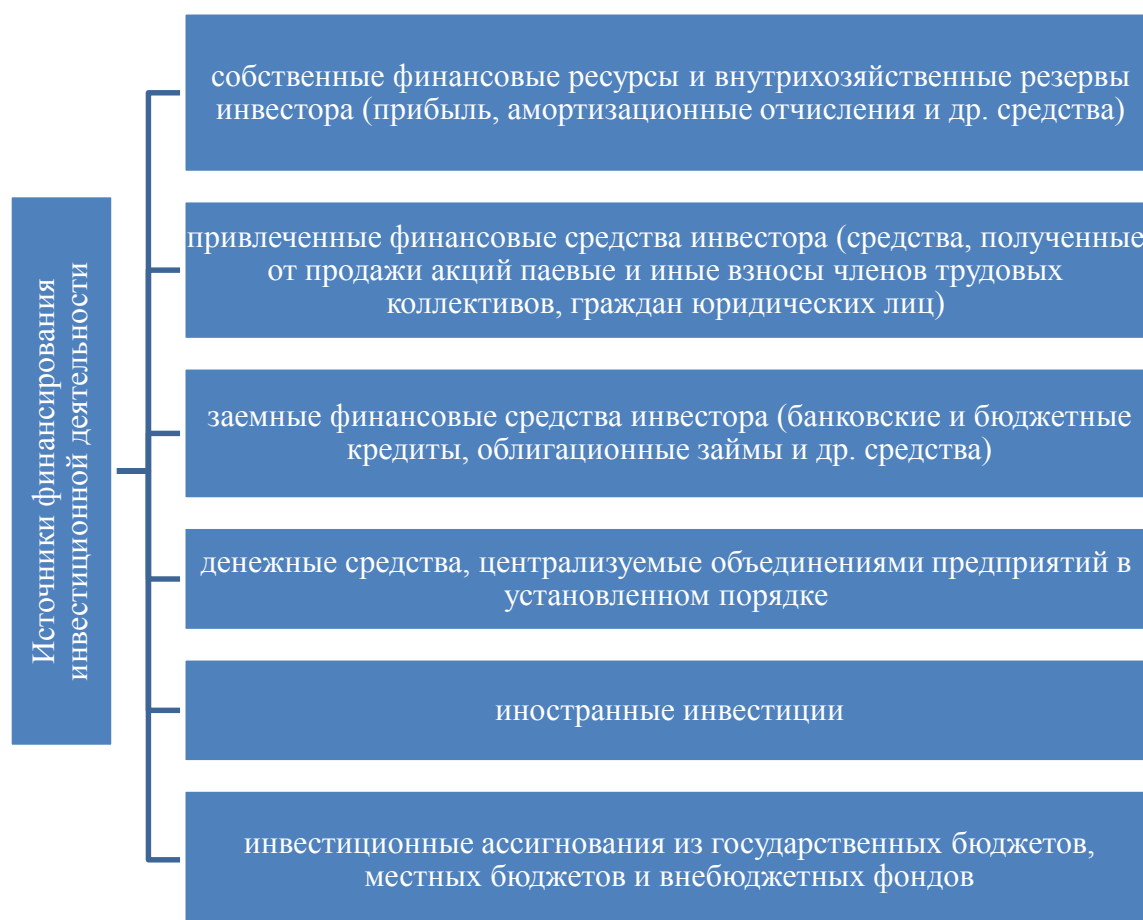 Источники финансирования
инвестиционной деятельности
собственные финансовые ресурсы и внутрихозяйственные резервы
инвестора (прибыль, амортизационные отчисления и др. средства)
привлеченные финансовые средства инвестора (средства, полученные
от продажи акций паевые и иные взносы членов трудовых
коллективов, граждан юридических лиц)
заемные финансовые средства инвестора (банковские и бюджетные
кредиты, облигационные займы и др. средства)
денежные средства, централизуемые объединениями предприятий в
установленном порядке
иностранные инвестиции
инвестиционные ассигнования из государственных бюджетов,
местных бюджетов и внебюджетных фондов